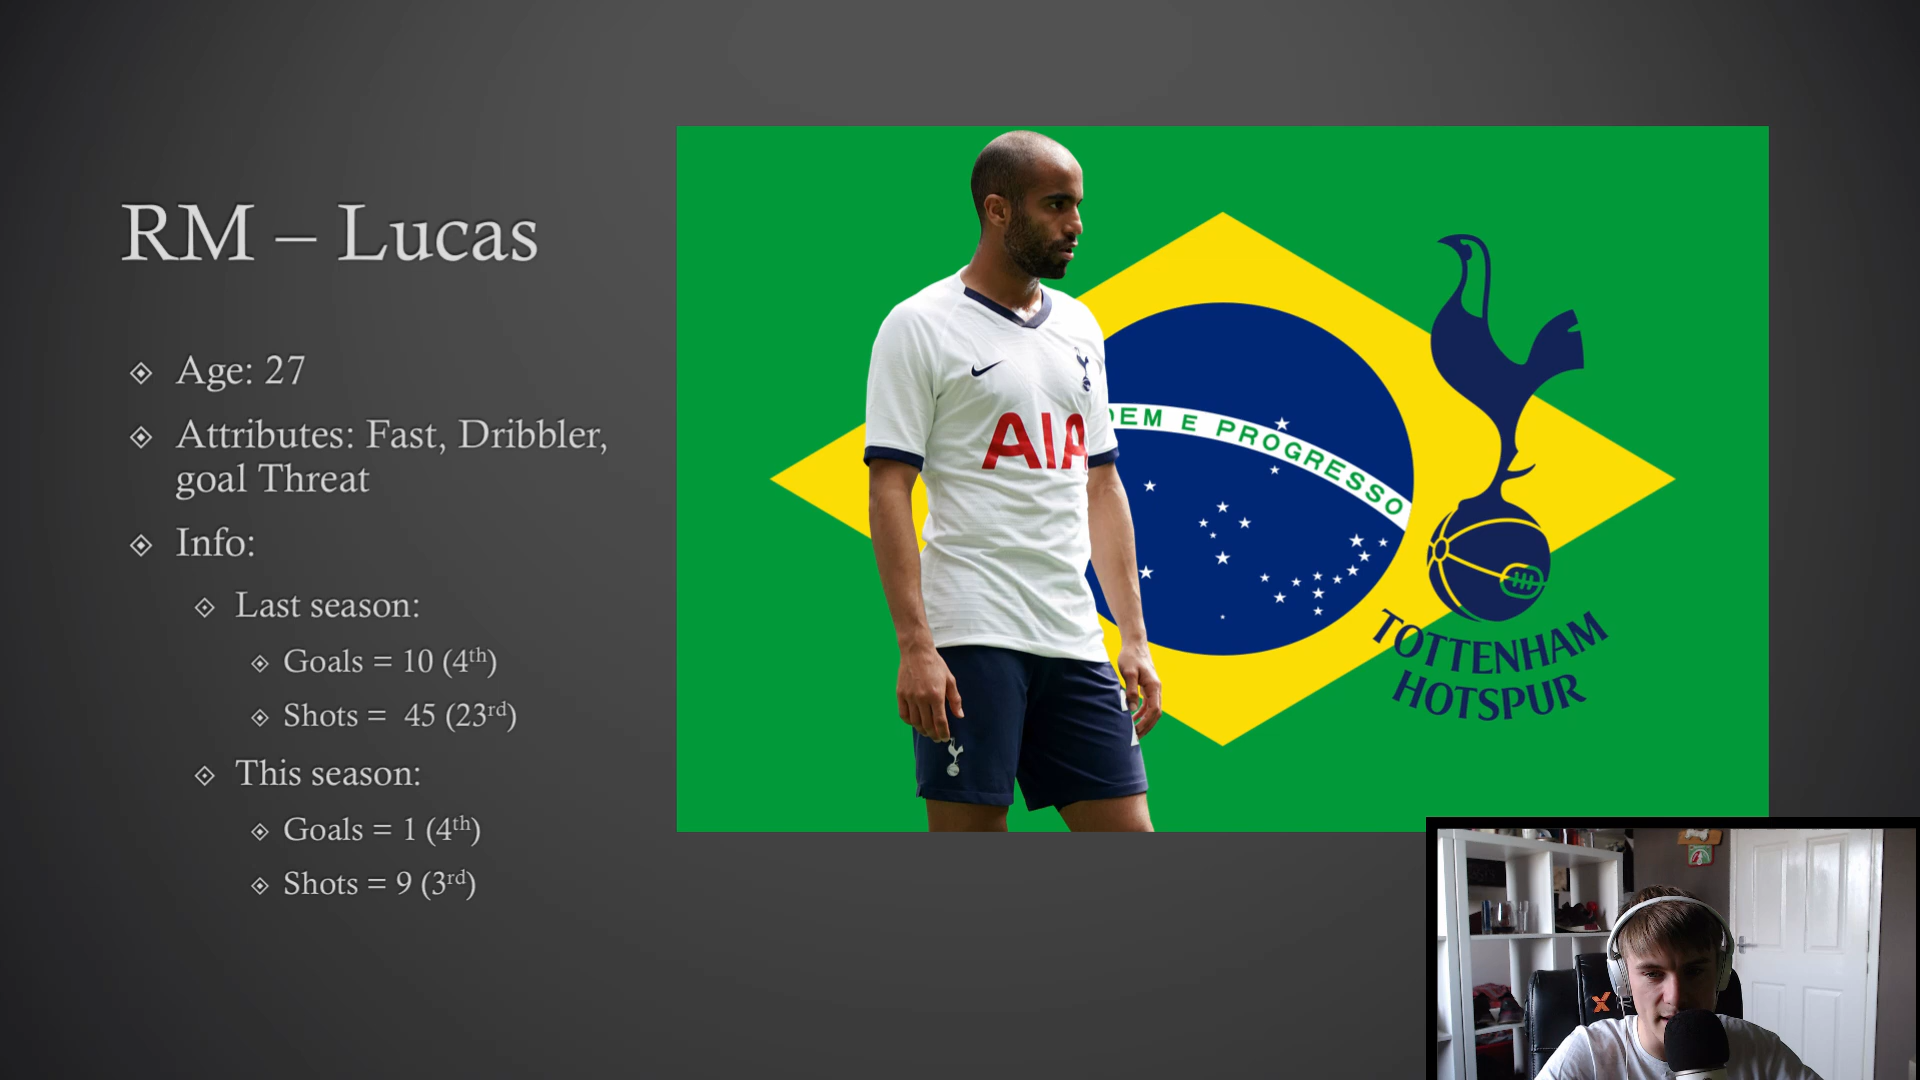 RM – Lucas
Age: 27
Attributes: Fast, Dribbler,
goal Threat
Info:
Last season:
Goals = 10 (4th)
Shots =  45 (23rd)
This season:
Goals = 1 (4th)
Shots = 9 (3rd)
AIA
DEM E PROGRESSO
TOTTENHAM
HOTSPUR